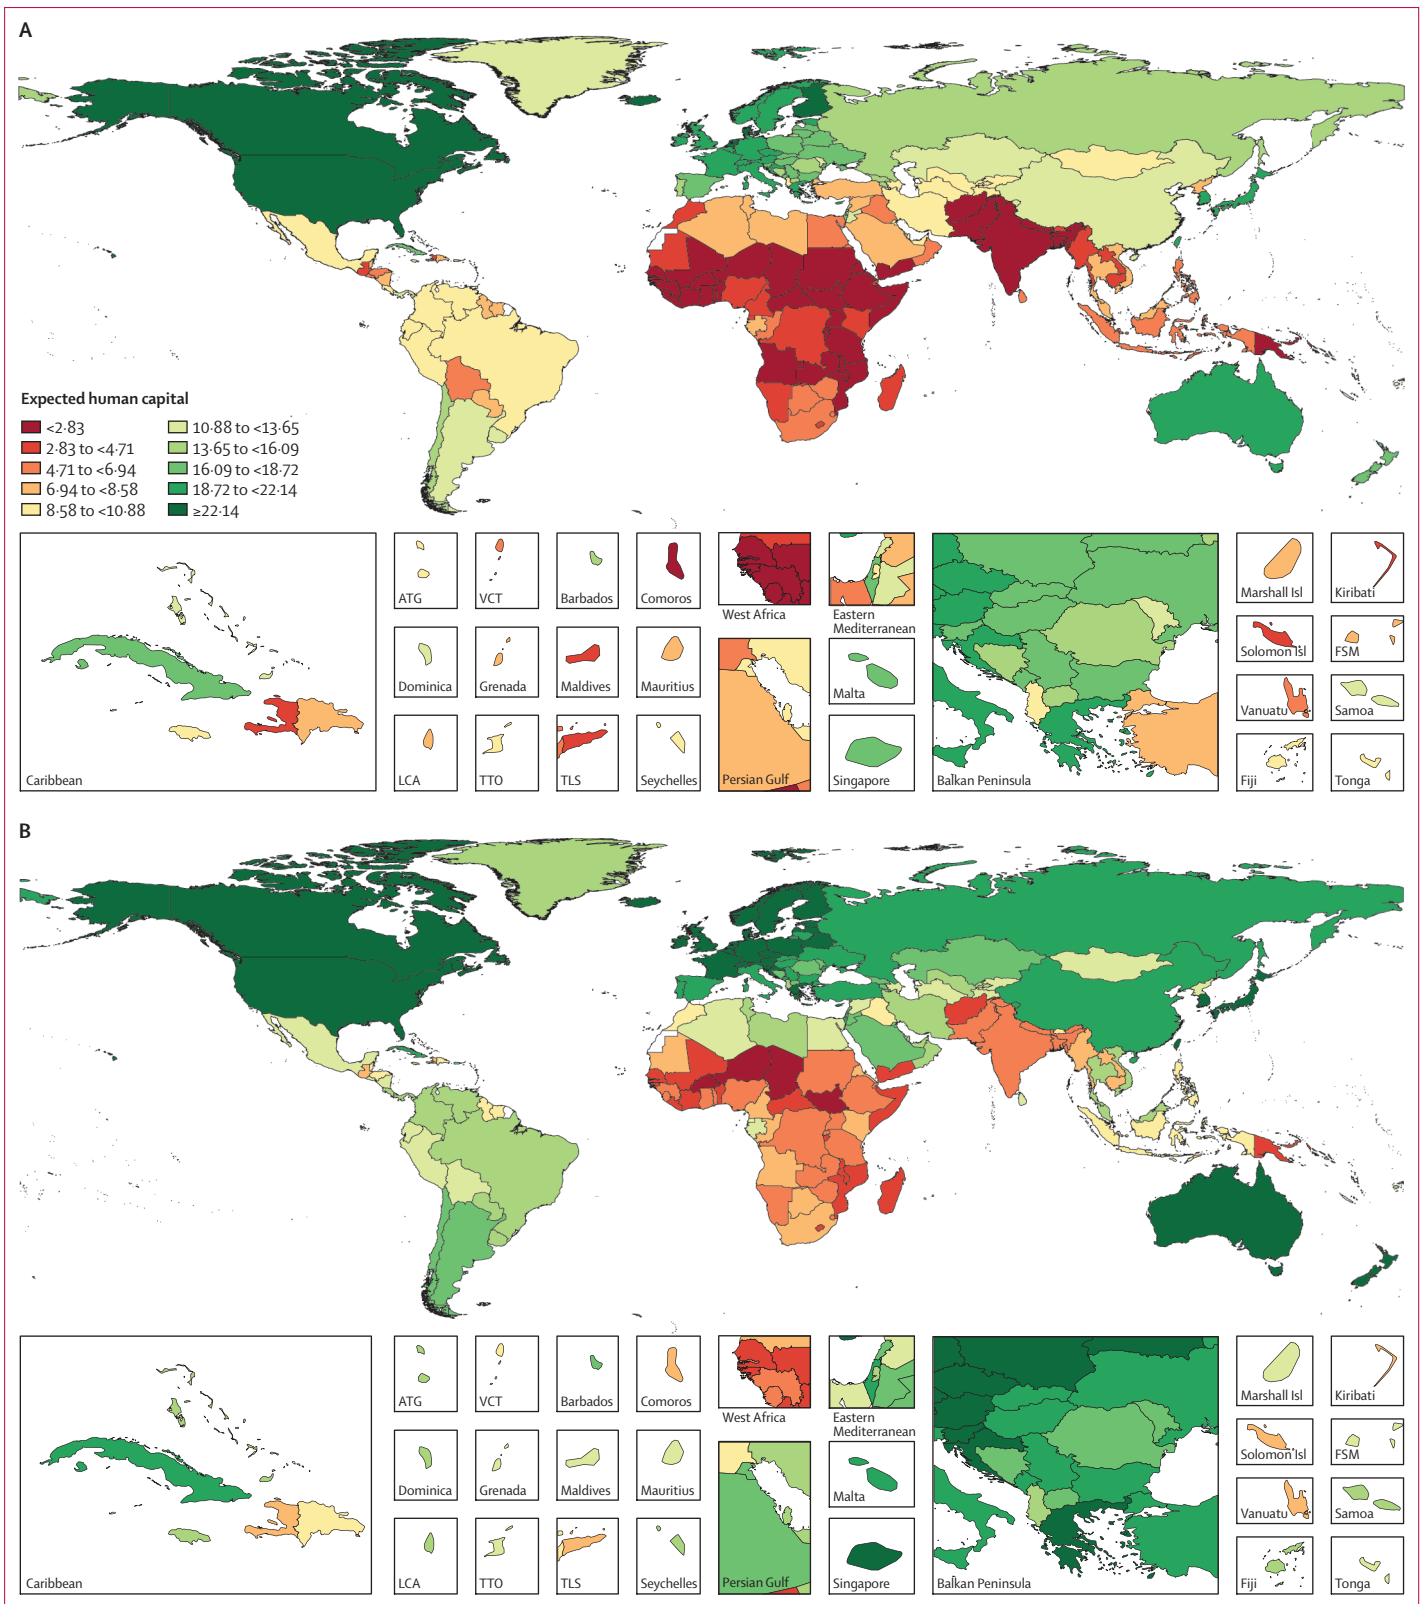 A
Expected human capital
<2·83
2·83 to <4·71
4·71 to <6·94
6·94 to <8·58
8·58 to <10·88
10·88 to <13·65
13·65 to <16·09
16·09 to <18·72
18·72 to <22·14
≥22·14
Caribbean
ATG
VCT
Barbados
Comoros
Dominica
Grenada
Maldives
Mauritius
LCA
TTO
TLS
Seychelles
West Africa
Eastern
Mediterranean
Persian Gulf
Malta
Singapore
Balkan Peninsula
Marshall Isl
Kiribati
Solomon Isl
FSM
Vanuatu
Samoa
Fiji
Tonga
B
Caribbean
ATG
VCT
Barbados
Comoros
Dominica
Grenada
Maldives
Mauritius
LCA
TTO
TLS
Seychelles
West Africa
Eastern
Mediterranean
Persian Gulf
Malta
Singapore
Balkan Peninsula
Marshall Isl
Kiribati
Solomon Isl
FSM
Vanuatu
Samoa
Fiji
Tonga